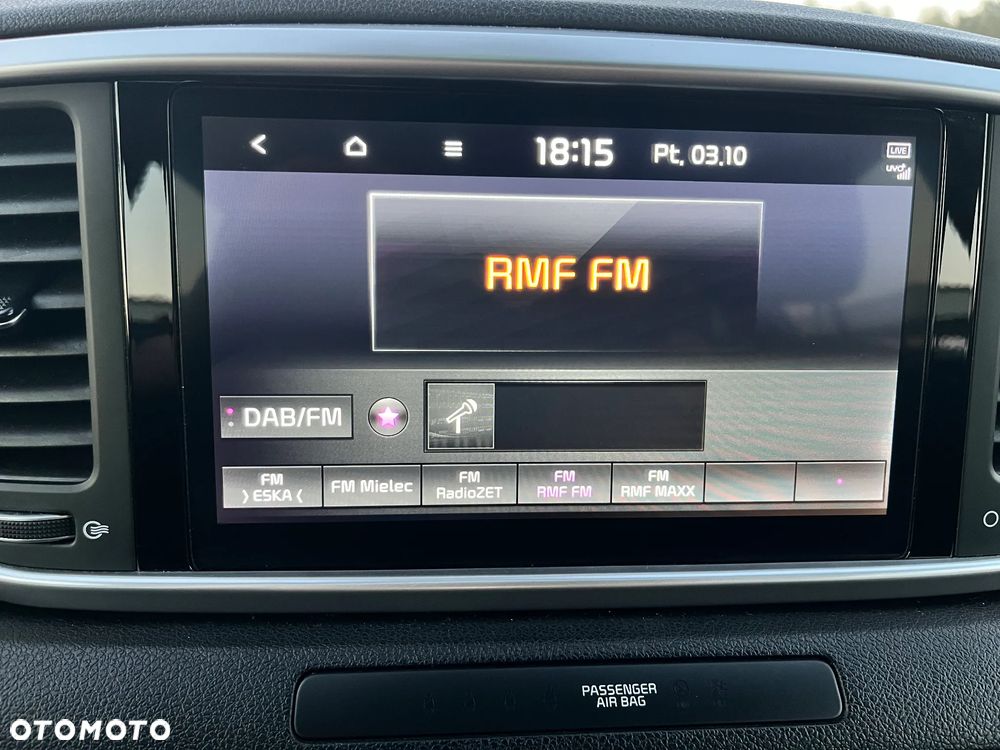 18:15 Pt, 03.10 LIVE
uvo
RMF FM
DAB/FM
FM FM Mielec FM FM FM
>ESKA< RadioZET RMF FM RMF MAXX
PASSENGER
AIR BAG
OTOMOTO